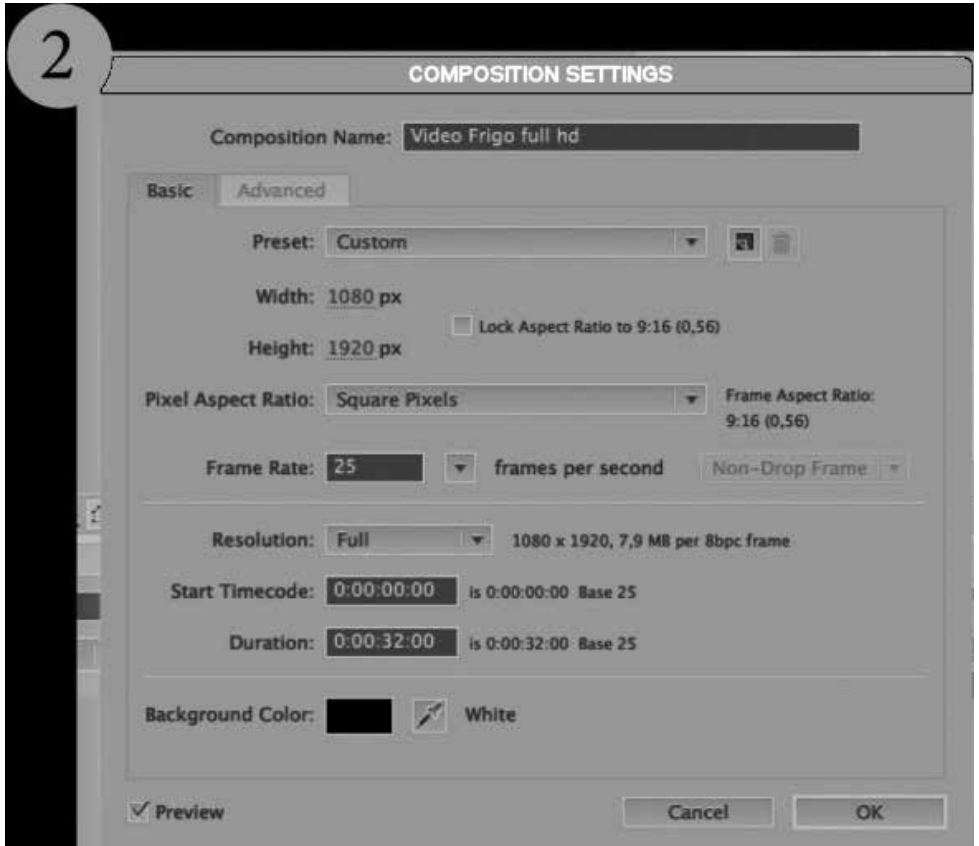 2
COMPOSITION SETTINGS
Composition Name: Video Frigo full hd
Basic Advanced
Preset: Custom
Width: 1080 px
Lock Aspect Ratio to 9:16 (0,56)
Height: 1920 px
Pixel Aspect Ratio: Square Pixels
Frame Aspect Ratio:
9:16 (0,56)
Frame Rate: 25 frames per second Non-Drop Frame
Resolution: Full 1080 x 1920, 7,9 MB per 8bpc frame
Start Timecode: 0:00:00:00 is 0:00:00:00 Base 25
Duration: 0:00:32:00 is 0:00:32:00 Base 25
Background Color: White
Preview Cancel OK